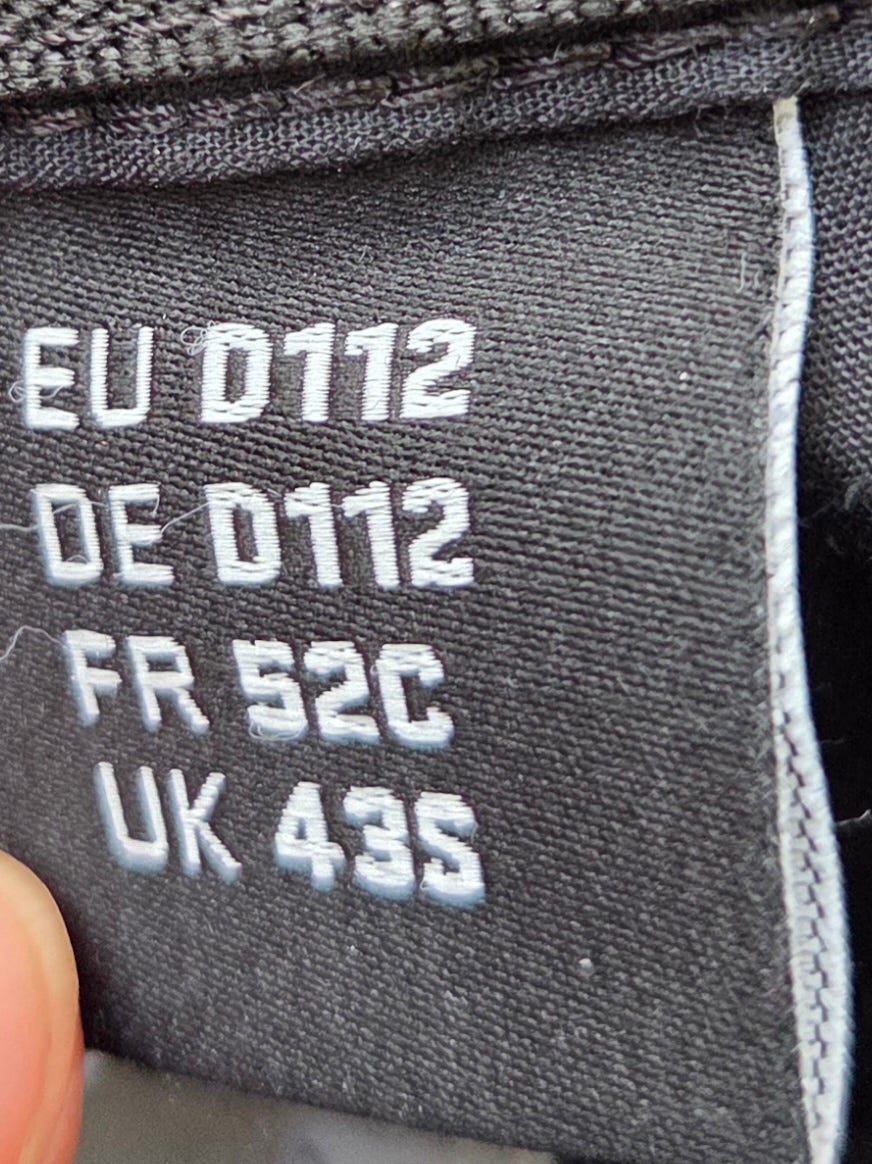 EU D112
DE D112
FR 52C
UK 43S